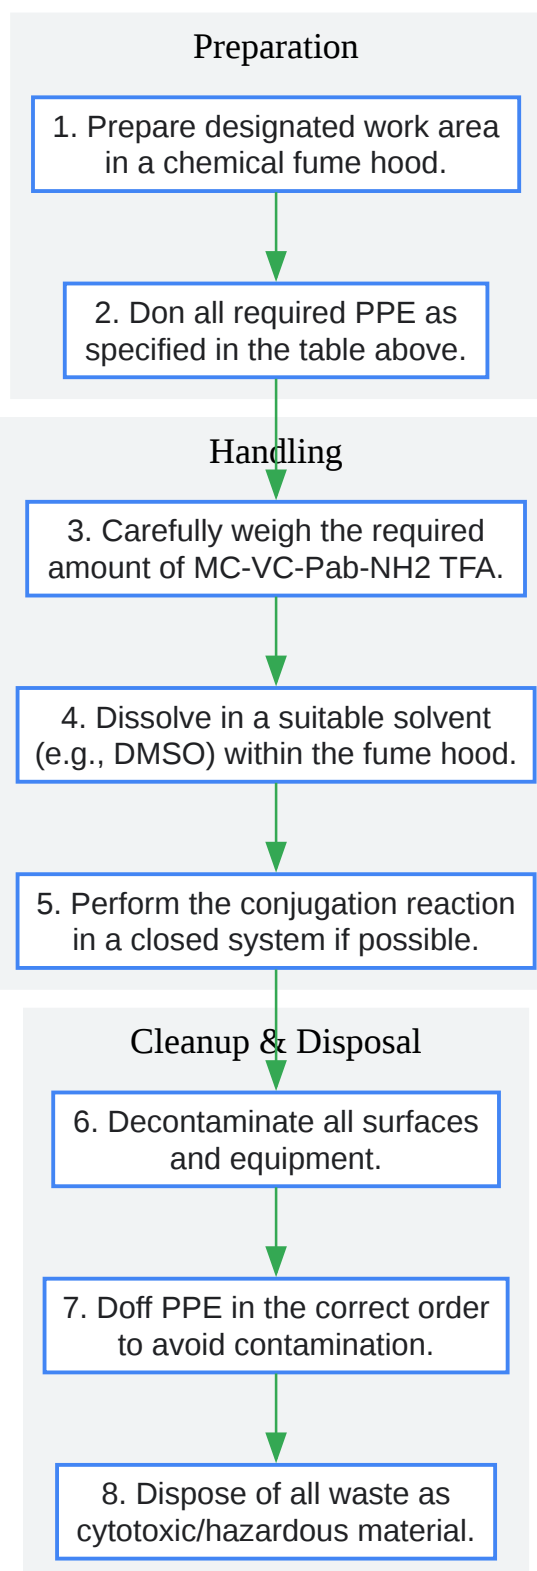 Preparation
1. Prepare designated work area
in a chemical fume hood.
2. Don all required PPE as
specified in the table above.
Handling
3. Carefully weigh the required
amount of MC-VC-Pab-NH2 TFA.
4. Dissolve in a suitable solvent
(e.g., DMSO) within the fume hood.
5. Perform the conjugation reaction
in a closed system if possible.
Cleanup & Disposal
6. Decontaminate all surfaces
and equipment.
7. Doff PPE in the correct order
to avoid contamination.
8. Dispose of all waste as
cytotoxic/hazardous material.